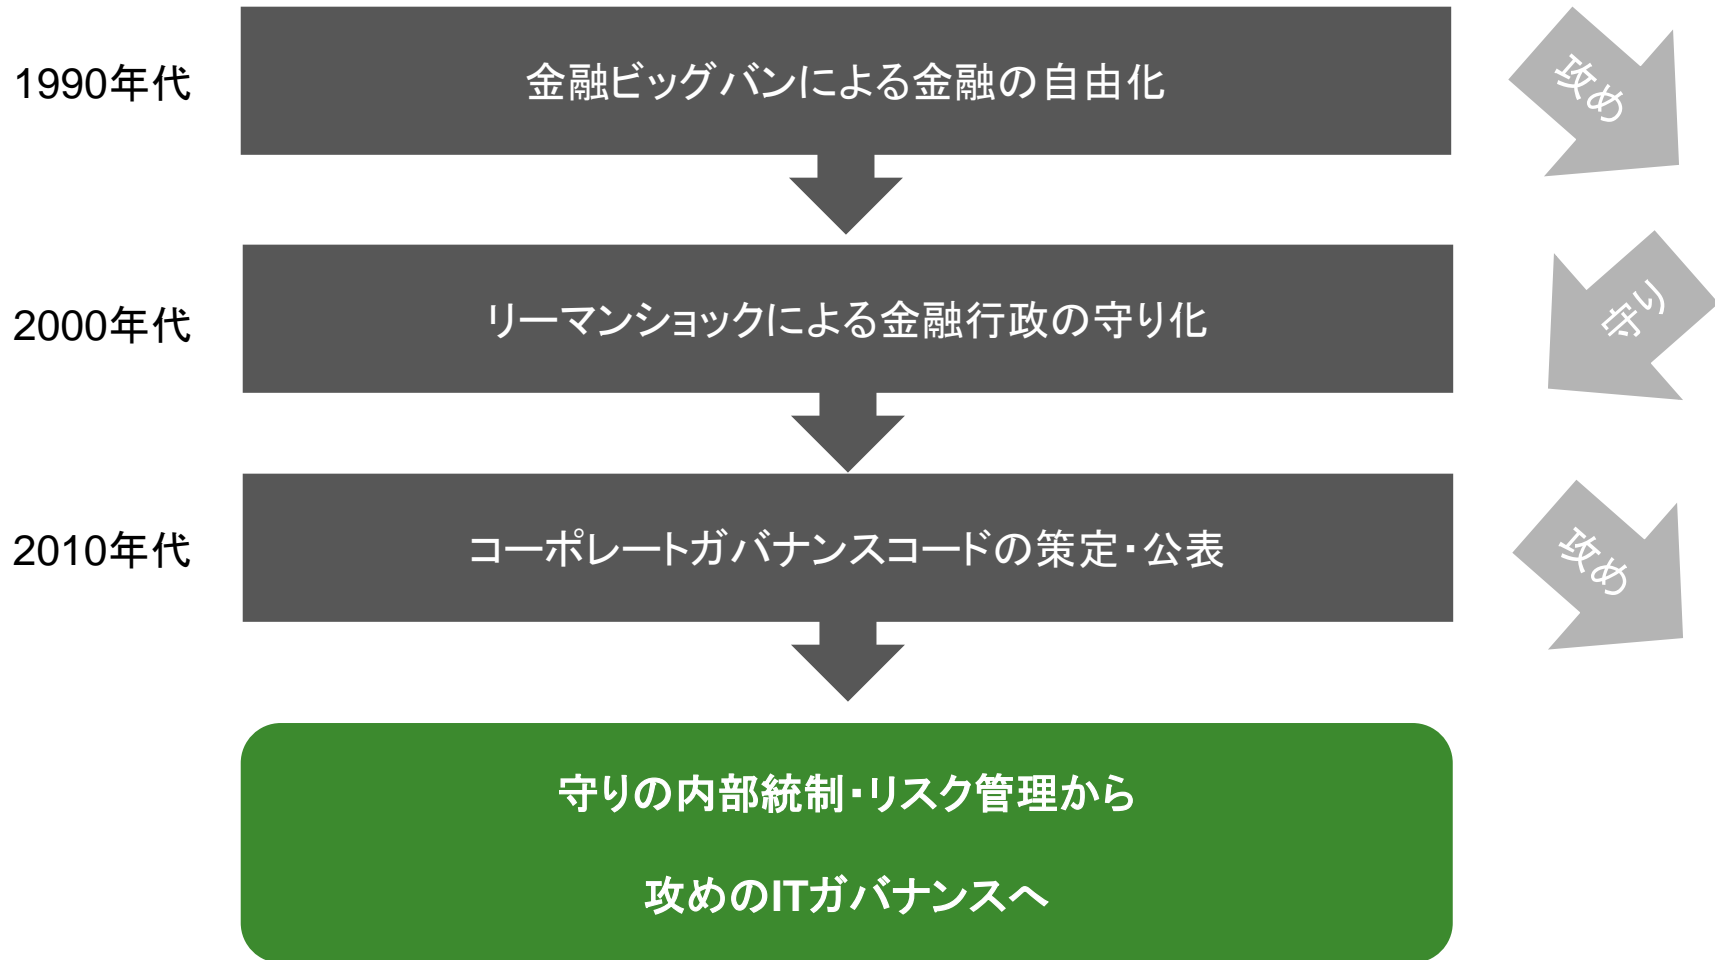 1990年代
金融ビッグバンによる金融の自由化
攻め
2000年代
リーマンショックによる金融行政の守り化
守り
2010年代
コーポレートガバナンスコードの策定・公表
攻め
守りの内部統制・リスク管理から
攻めのITガバナンスへ